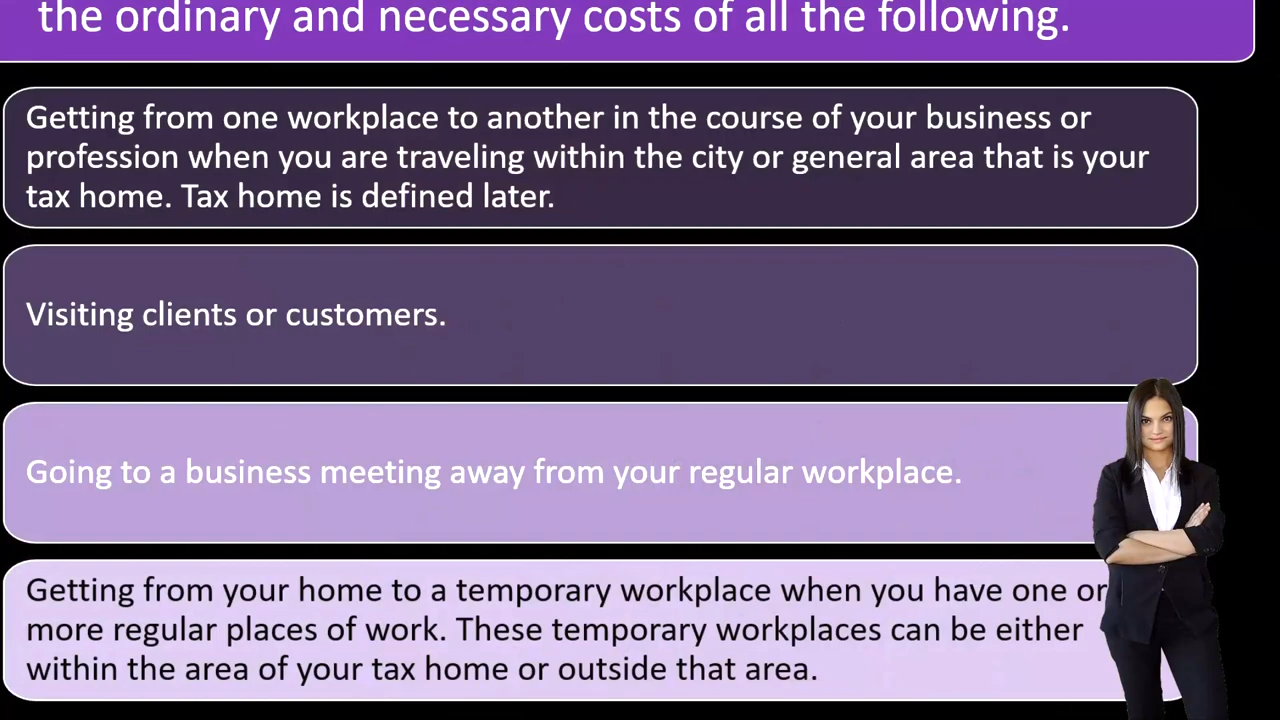 the ordinary and necessary costs of all the following.
Getting from one workplace to another in the course of your business or
profession when you are traveling within the city or general area that is your
tax home. Tax home is defined later.
Visiting clients or customers.
Going to a business meeting away from your regular workplace.
Getting from your home to a temporary workplace when you have one or
more regular places of work. These temporary workplaces can be either
within the area of your tax home or outside that area.